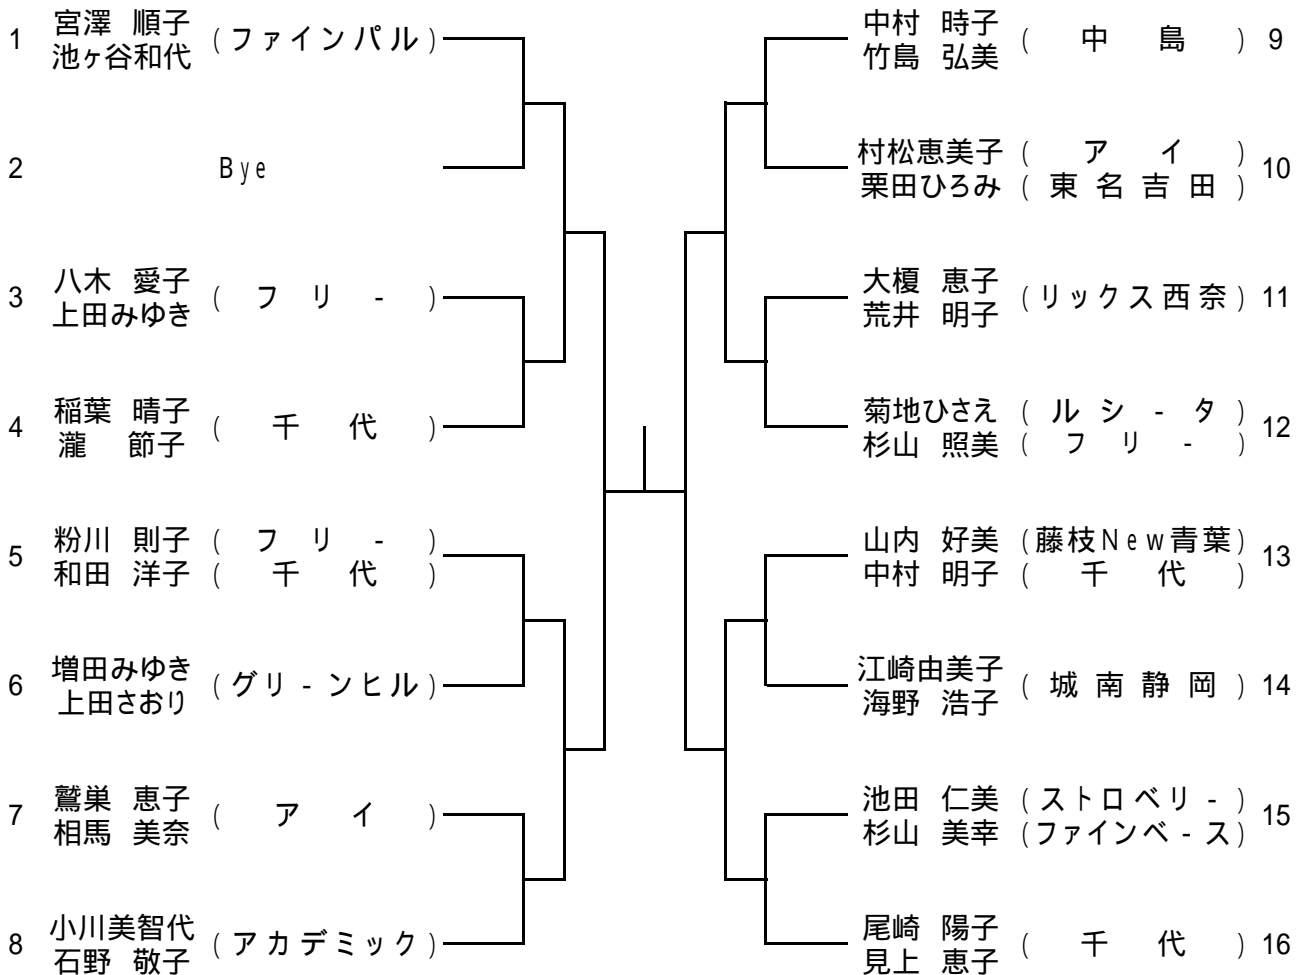 1 宮澤 順子 (ファインパル)
池ヶ谷和代
2 Bye
3 八木 愛子 (フリ-)
上田みゆき
4 稲葉 晴子 (千代)
瀧 節子
5 粉川 則子 (フリ-)
和田 洋子 (千代)
6 増田みゆき (グリ-ンヒル)
上田さおり
7 鷲巣 恵子 (アイ)
相馬 美奈
8 小川美智代 (アカデミック)
石野 敬子
中村 時子 (中島) 9
竹島 弘美
村松恵美子 (アイ) 10
栗田ひろみ (東名吉田)
大榎 恵子 (リックス西奈) 11
荒井 明子
菊地ひさえ (ルシ-タ) 12
杉山 照美 (フリ-)
山内 好美 (藤枝New青葉) 13
中村 明子 (千代)
江崎由美子 (城南静岡) 14
海野 浩子
池田 仁美 (ストロベリ-) 15
杉山 美幸 (ファインベ-ス)
尾崎 陽子 (千代) 16
見上 恵子